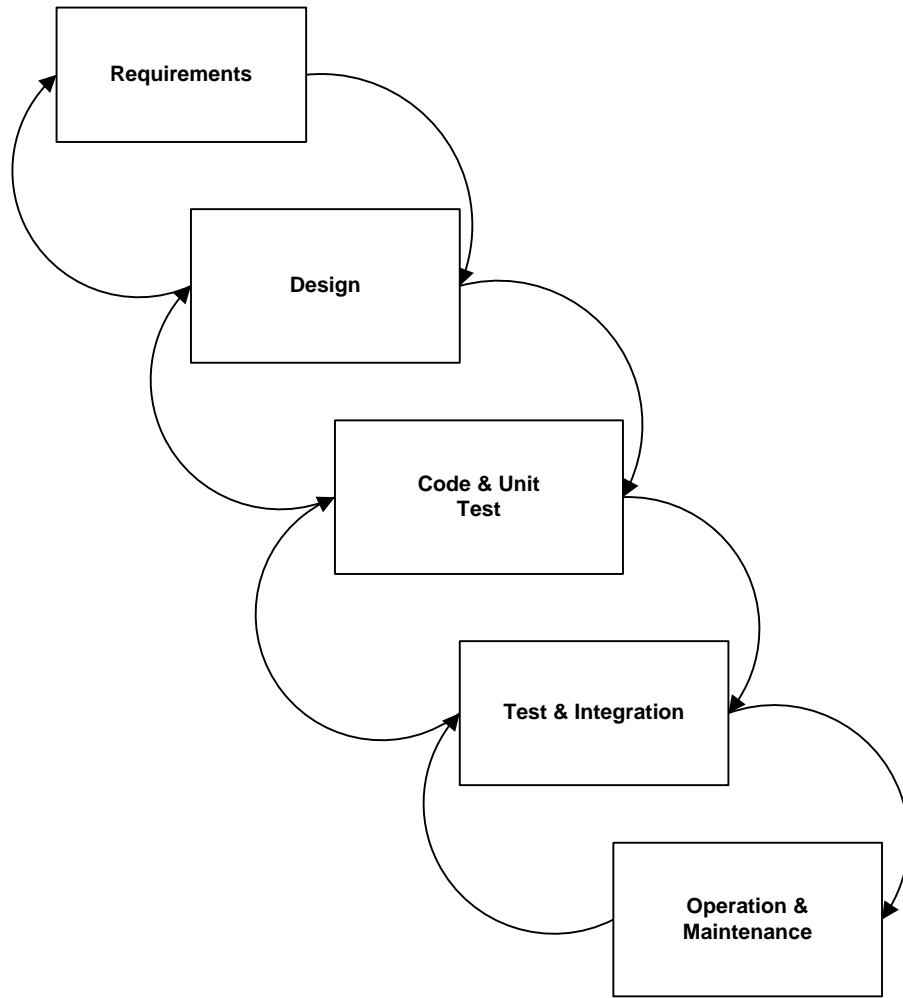 Requirements
Design
Code & Unit
Test
Test & Integration
Operation &
Maintenance